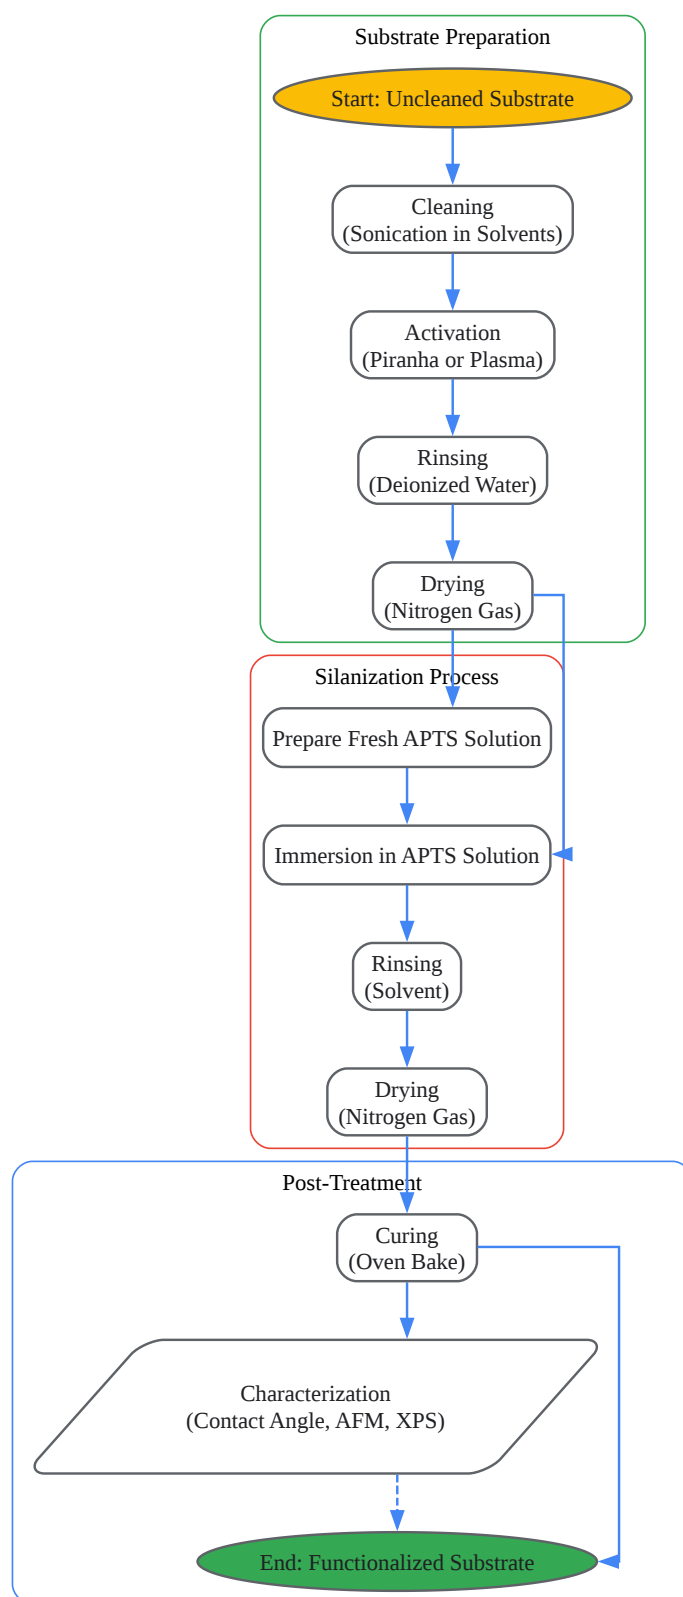 Substrate Preparation
Start: Uncleaned Substrate
Cleaning
(Sonication in Solvents)
Activation
(Piranha or Plasma)
Rinsing
(Deionized Water)
Drying
(Nitrogen Gas)
Silanization Process
Prepare Fresh APTS Solution
Immersion in APTS Solution
Rinsing
(Solvent)
Drying
(Nitrogen Gas)
Post-Treatment
Curing
(Oven Bake)
Characterization
(Contact Angle, AFM, XPS)
End: Functionalized Substrate